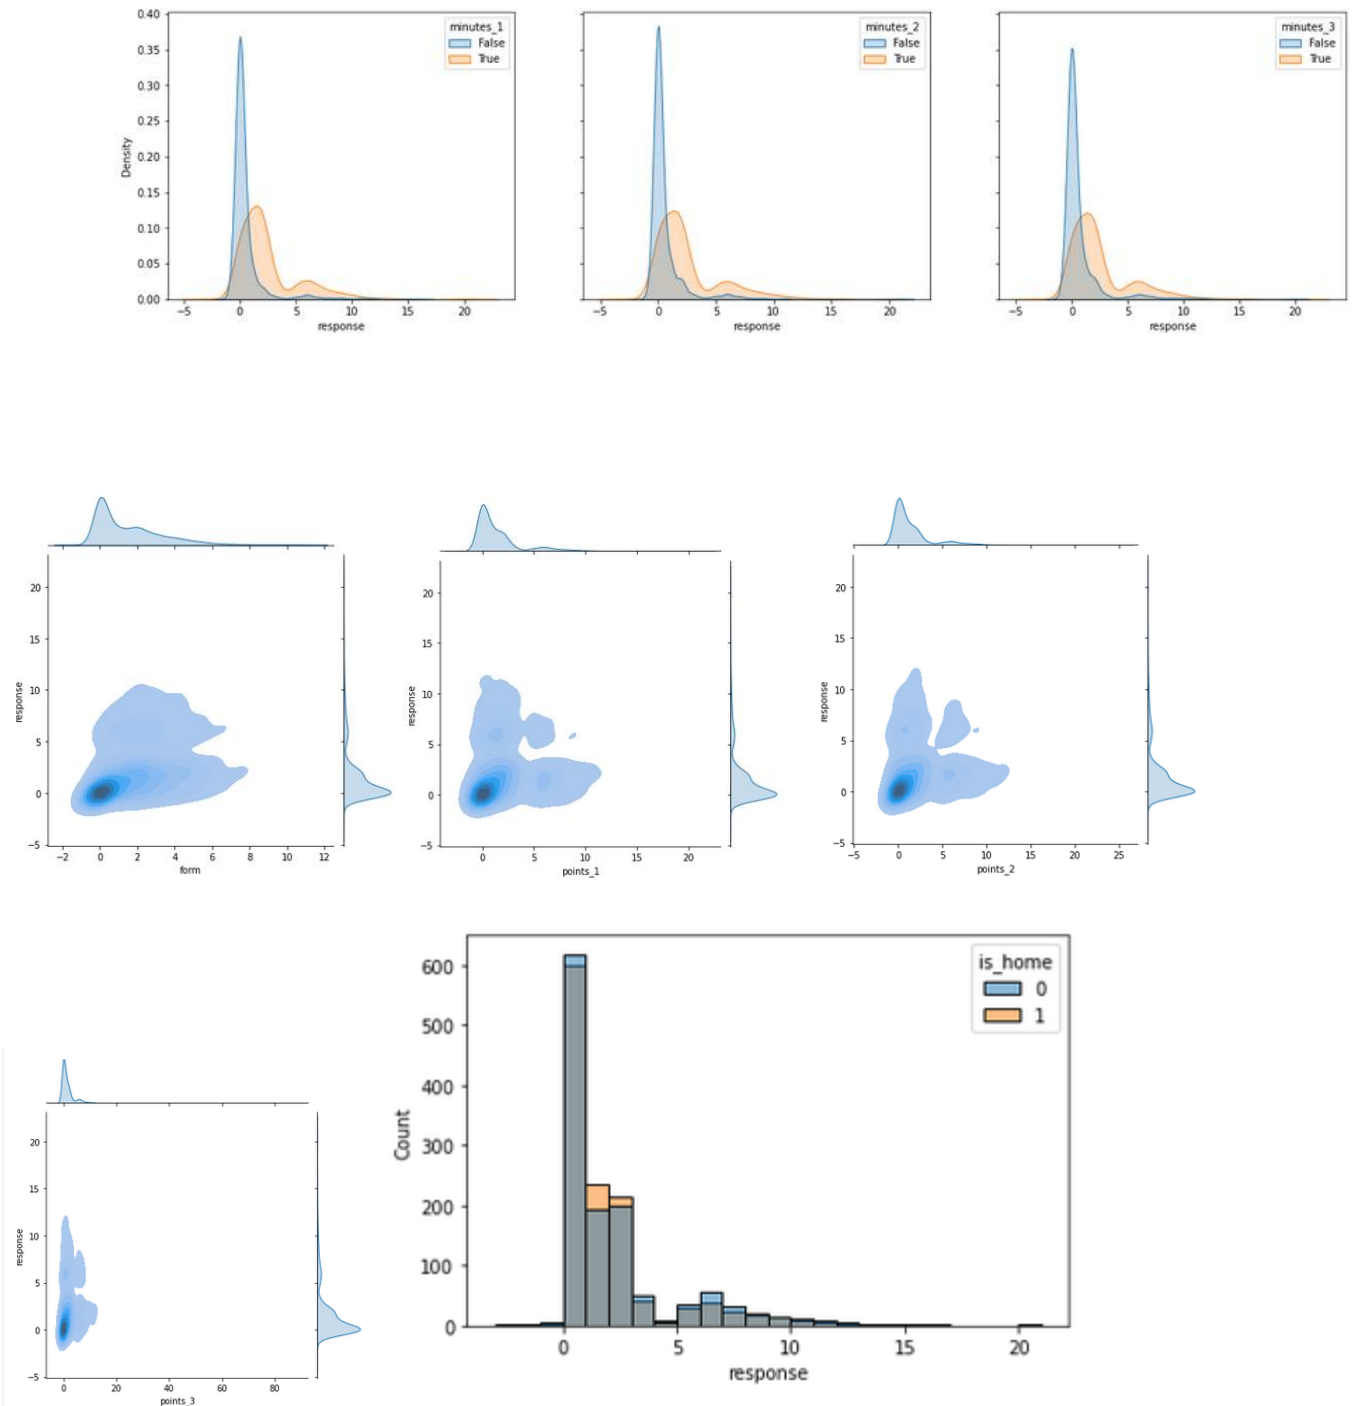 0.40
0.35
0.30
0.25
0.20
0.15
0.10
0.05
0.00
Density
−5 0 5 10 15 20
response
minutes_1
False
True
−5 0 5 10 15 20
response
minutes_2
False
True
−5 0 5 10 15 20
response
minutes_3
False
True
20
15
10
5
0
−5
response
−2 0 2 4 6 8 10 12
form
20
15
10
5
0
−5
response
0 5 10 15 20
points_1
20
15
10
5
0
−5
response
−5 0 5 10 15 20 25
points_2
20
15
10
5
0
−5
response
0 20 40 60 80
points_3
600
500
400
300
200
100
0
Count
0 5 10 15 20
response
is_home
0
1